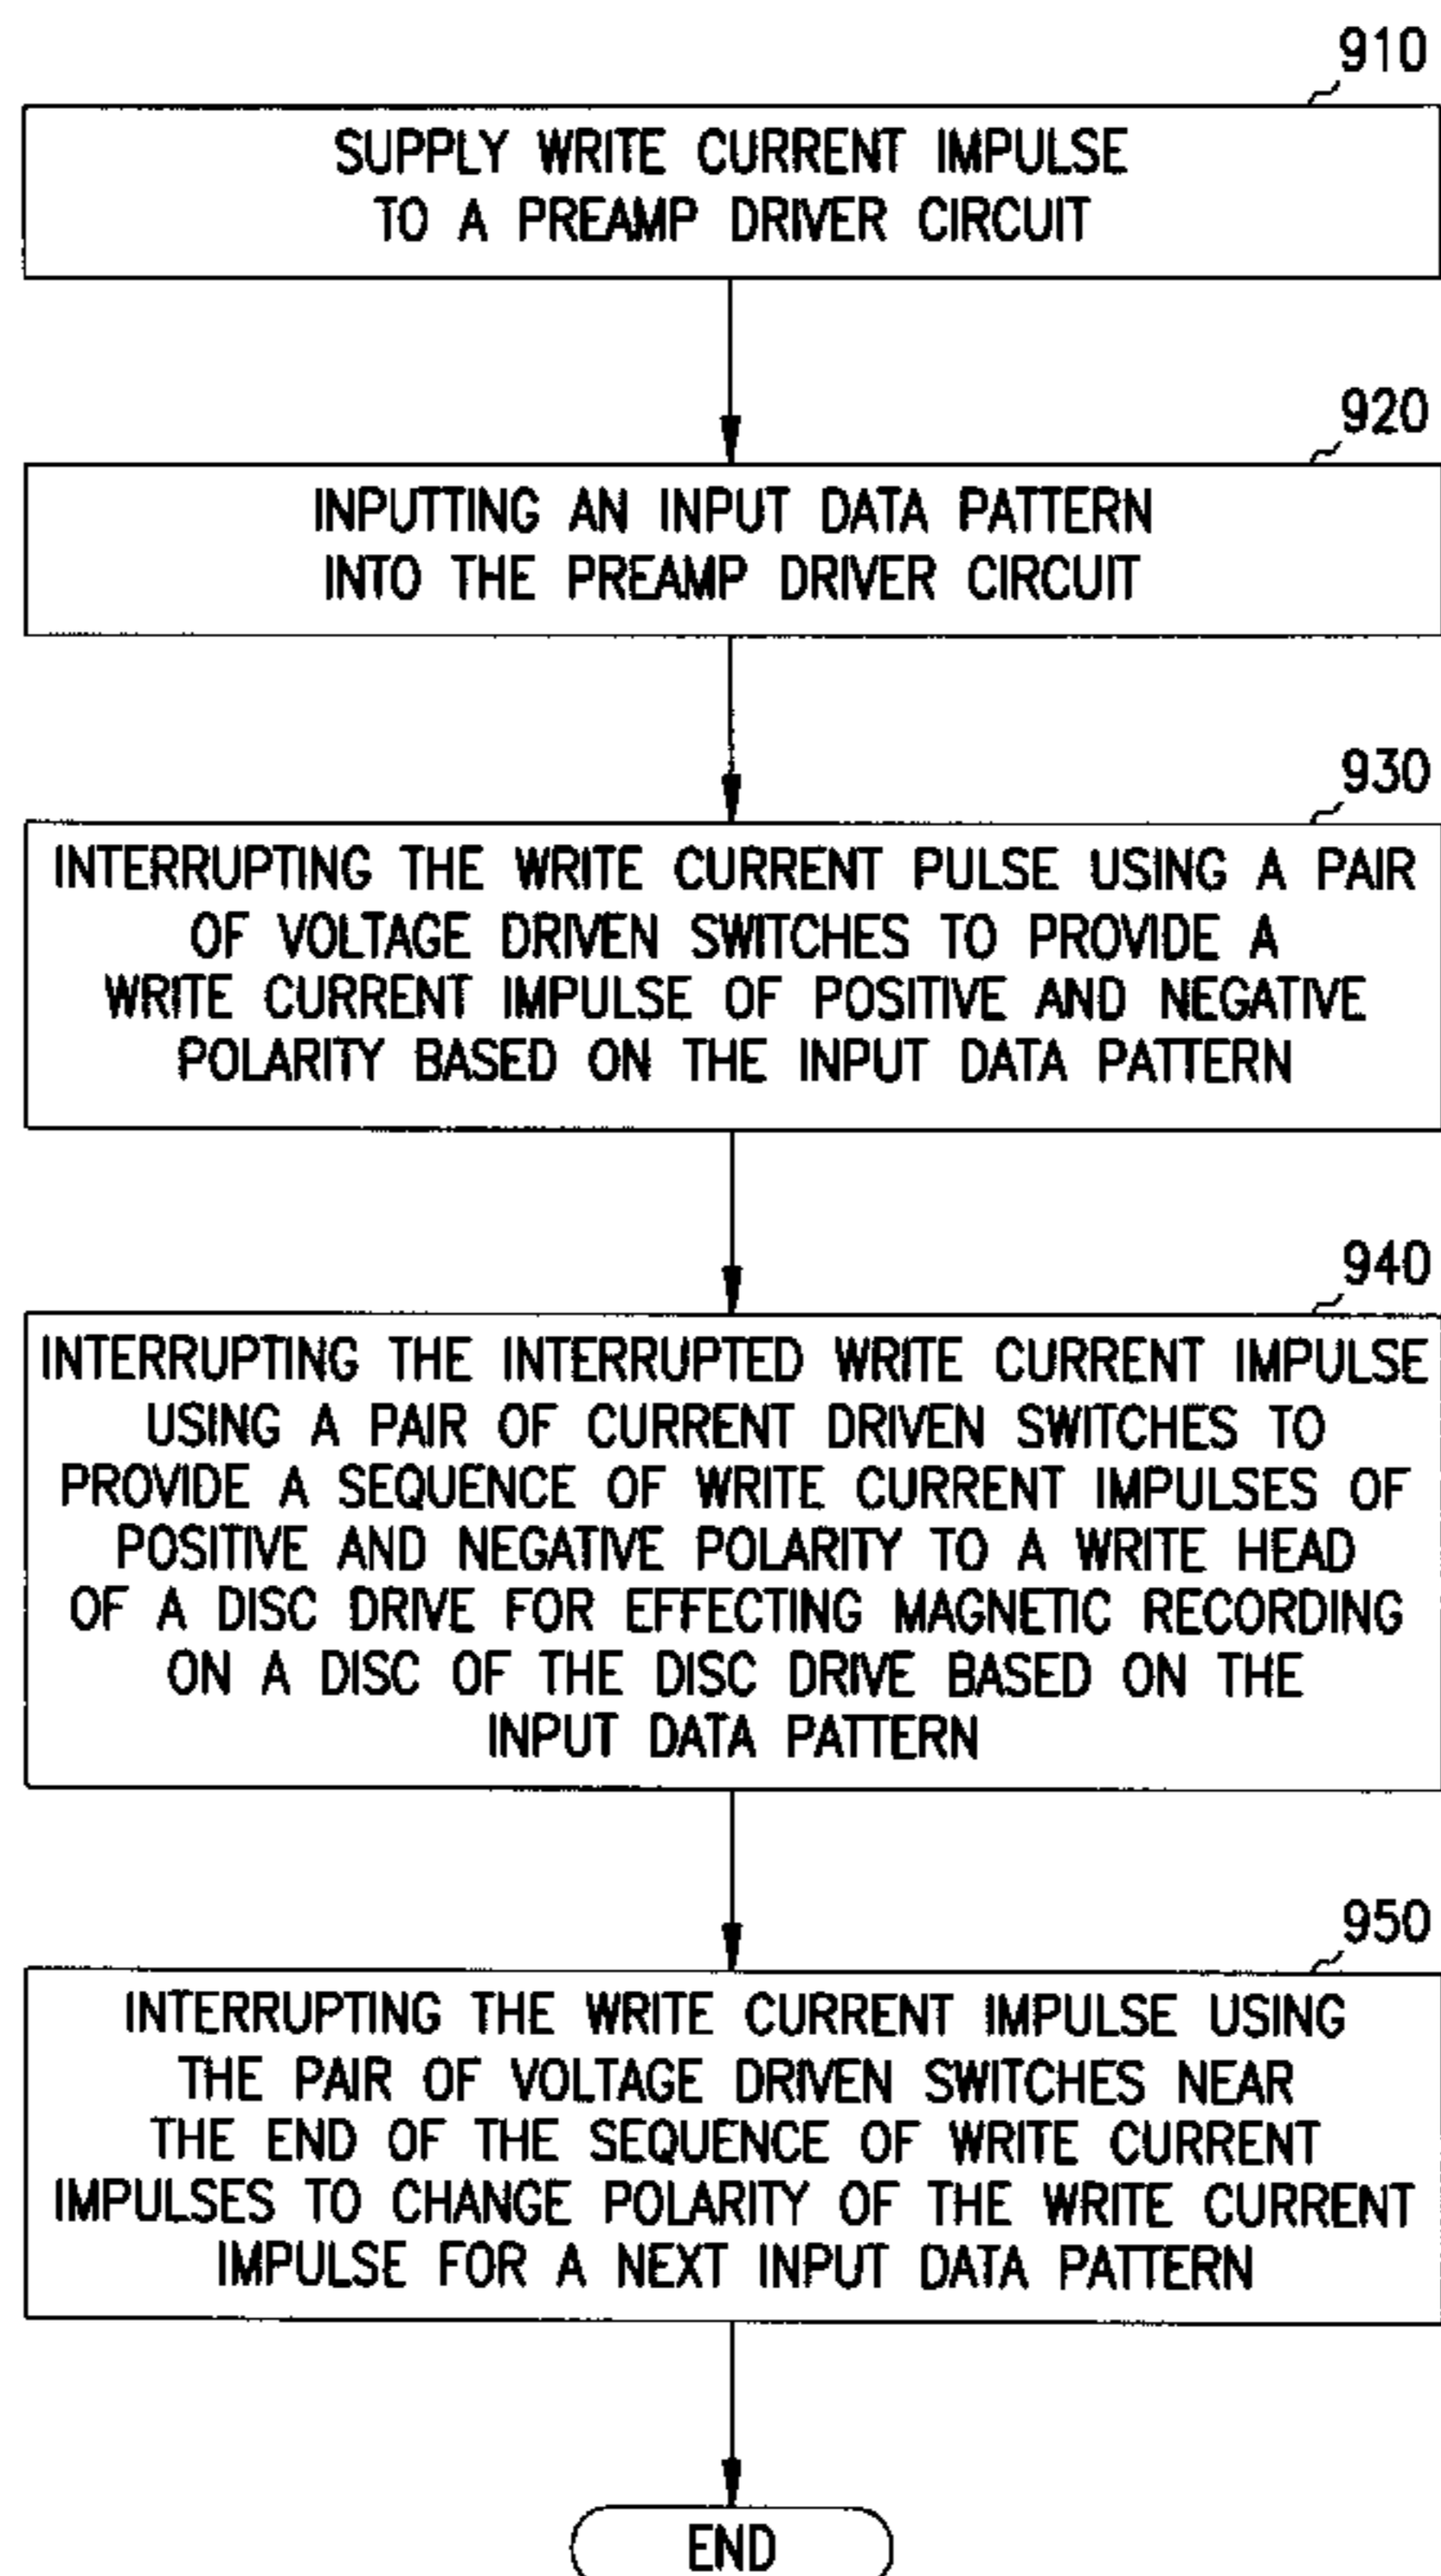 910
SUPPLY WRITE CURRENT IMPULSE
TO A PREAMP DRIVER CIRCUIT
920
INPUTTING AN INPUT DATA PATTERN
INTO THE PREAMP DRIVER CIRCUIT
930
INTERRUPTING THE WRITE CURRENT PULSE USING A PAIR
OF VOLTAGE DRIVEN SWITCHES TO PROVIDE A
WRITE CURRENT IMPULSE OF POSITIVE AND NEGATIVE
POLARITY BASED ON THE INPUT DATA PATTERN
940
INTERRUPTING THE INTERRUPTED WRITE CURRENT IMPULSE
USING A PAIR OF CURRENT DRIVEN SWITCHES TO
PROVIDE A SEQUENCE OF WRITE CURRENT IMPULSES OF
POSITIVE AND NEGATIVE POLARITY TO A WRITE HEAD
OF A DISC DRIVE FOR EFFECTING MAGNETIC RECORDING
ON A DISC OF THE DISC DRIVE BASED ON THE
INPUT DATA PATTERN
950
INTERRUPTING THE WRITE CURRENT IMPULSE USING
THE PAIR OF VOLTAGE DRIVEN SWITCHES NEAR
THE END OF THE SEQUENCE OF WRITE CURRENT
IMPULSES TO CHANGE POLARITY OF THE WRITE CURRENT
IMPULSE FOR A NEXT INPUT DATA PATTERN
END